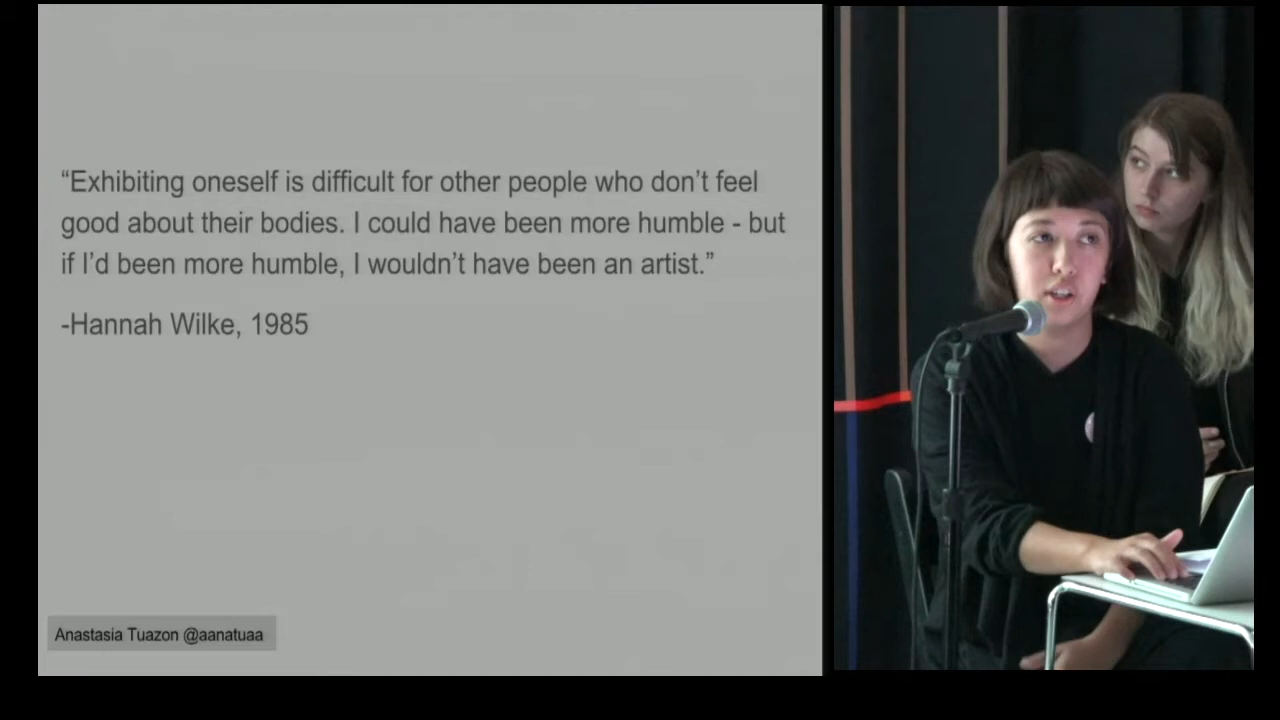 “Exhibiting oneself is difficult for other people who don’t feel
good about their bodies. I could have been more humble - but
if I’d been more humble, I wouldn’t have been an artist.”
-Hannah Wilke, 1985
Anastasia Tuazon @aanatuaa